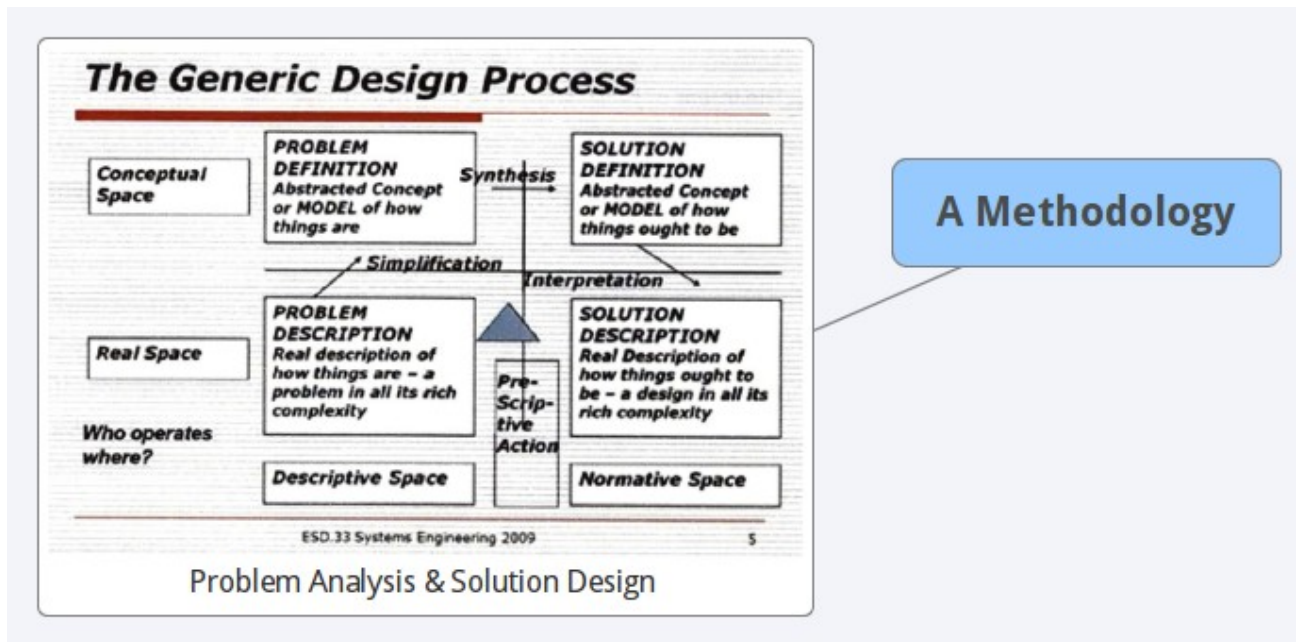 The Generic Design Process
Conceptual
Space
PROBLEM
DEFINITION
Abstracted Concept
or MODEL of how
things are
Synthesis
SOLUTION
DEFINITION
Abstracted Concept
or MODEL of how
things ought to be
Simplification
Interpretation
Real Space
PROBLEM
DESCRIPTION
Real description of
how things are – a
problem in all its rich
complexity
Pre-
Scrip-
tive
Action
SOLUTION
DESCRIPTION
Real Description of
how things ought to
be – a design in all its
rich complexity
Who operates
where?
Descriptive Space
Normative Space
ESD.33 Systems Engineering 2009
5
Problem Analysis & Solution Design
A Methodology